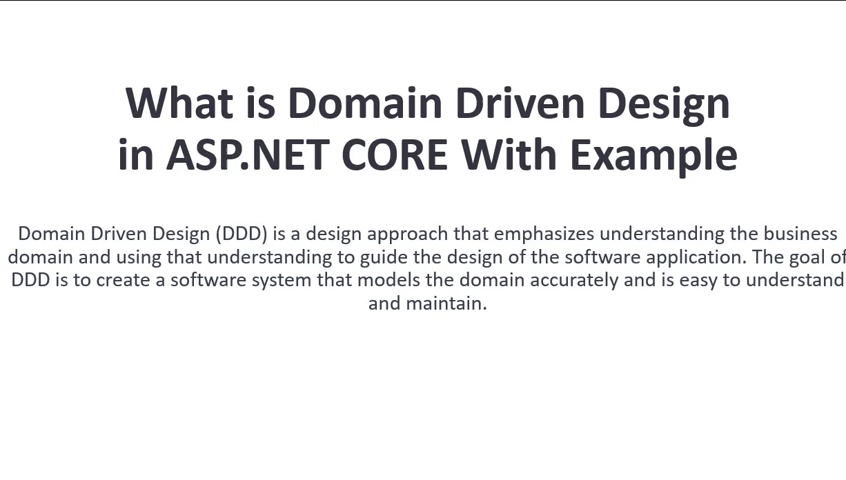 What is Domain Driven Design
in ASP.NET CORE With Example
Domain Driven Design (DDD) is a design approach that emphasizes understanding the business
domain and using that understanding to guide the design of the software application. The goal of
DDD is to create a software system that models the domain accurately and is easy to understand
and maintain.